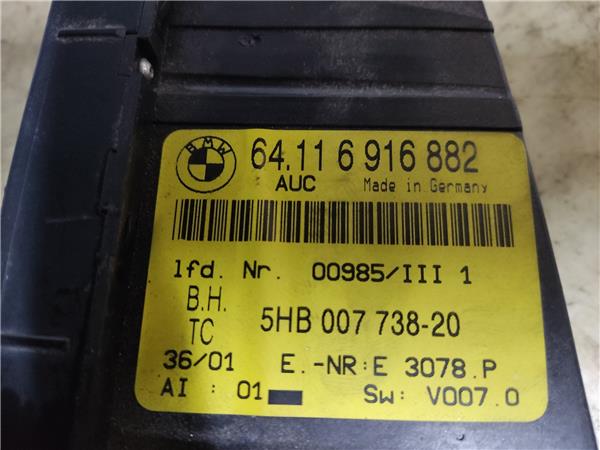 BMW
64.11 6 916 882
AUC Made in Germany
lfd. Nr. 00985/III 1
B.H.
TC 5HB 007 738-20
36/01 E.-NR:E 3078.P
AI : 01 Sw: V007.0